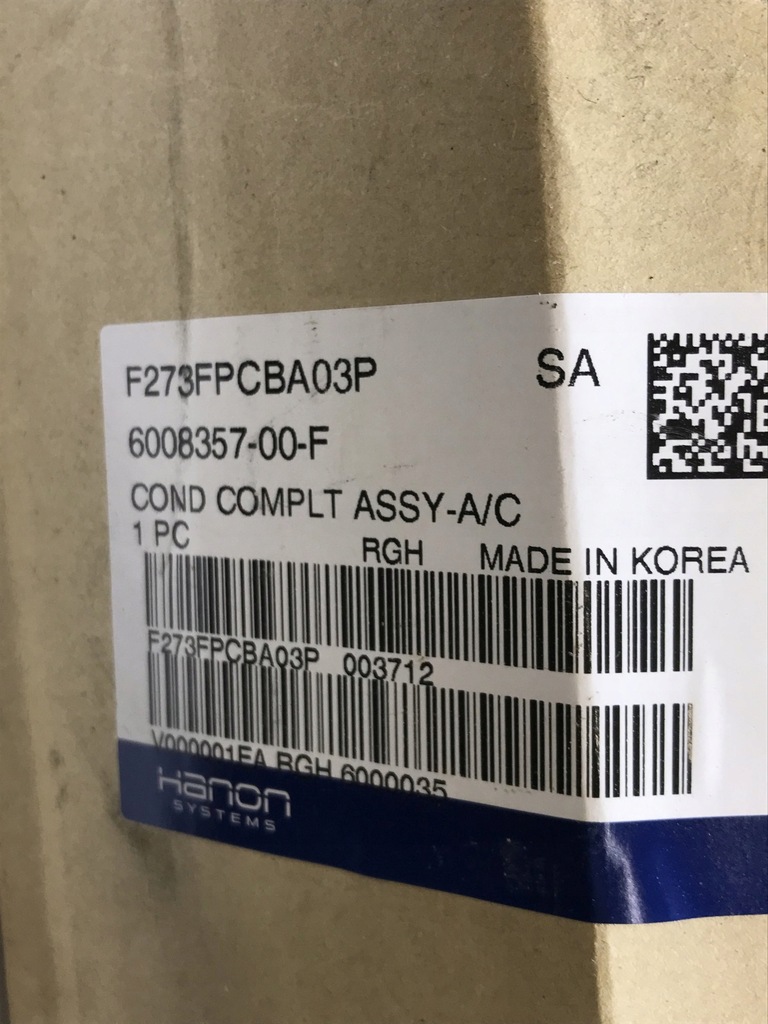 F273FPCBA03P SA
6008357-00-F
COND COMPLT ASSY-A/C
1 PC RGH MADE IN KOREA
F273FPCBA03P 003712
V000001EA RGH 6000035
Hanon
SYSTEMS